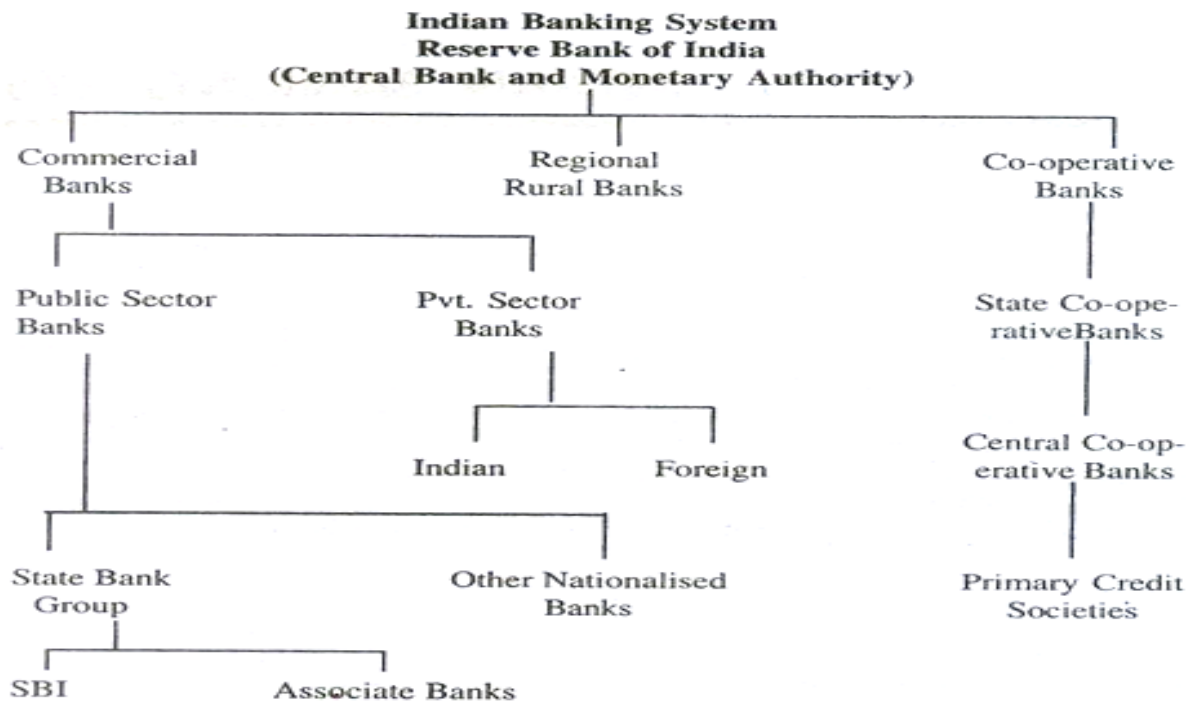 Indian Banking System
Reserve Bank of India
(Central Bank and Monetary Authority)
Commercial
Banks
Regional
Rural Banks
Co-operative
Banks
Public Sector
Banks
Pvt. Sector
Banks
State Co-ope-
rativeBanks
Indian
Foreign
Central Co-op-
erative Banks
State Bank
Group
Other Nationalised
Banks
Primary Credit
Societies
SBI
Associate Banks